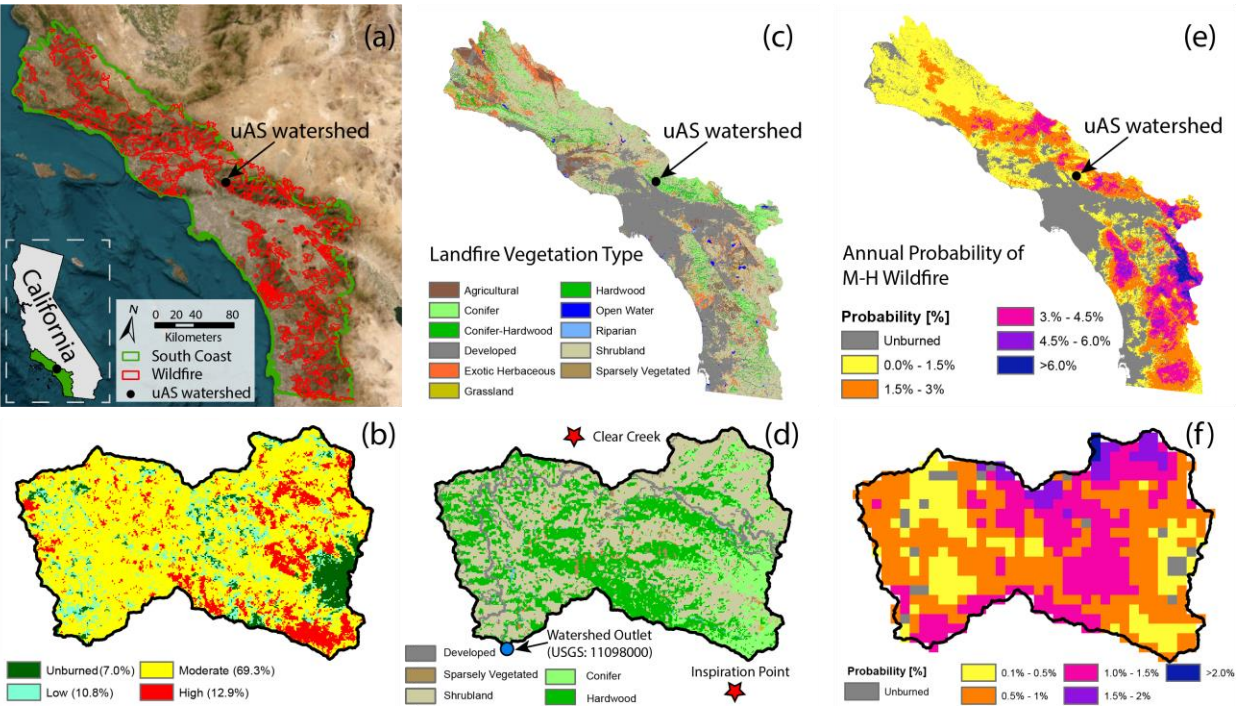 (a)
uAS watershed
California
N
0 20 40 80
Kilometers
South Coast
Wildfire
uAS watershed
(c)
uAS watershed
Landfire Vegetation Type
Agricultural
Conifer
Conifer-Hardwood
Developed
Exotic Herbaceous
Grassland
Hardwood
Open Water
Riparian
Shrubland
Sparsely Vegetated
(e)
uAS watershed
Annual Probability of
M-H Wildfire
Probability [%]
Unburned
0.0% - 1.5%
1.5% - 3%
3.% - 4.5%
4.5% - 6.0%
>6.0%
(b)
Unburned(7.0%)
Low (10.8%)
Moderate (69.3%)
High (12.9%)
(d)
Clear Creek
Watershed Outlet
(USGS: 11098000)
Developed
Sparsely Vegetated
Shrubland
Conifer
Hardwood
Inspiration Point
(f)
Probability [%]
Unburned
0.1% - 0.5%
0.5% - 1%
1.0% - 1.5%
1.5% - 2%
>2.0%